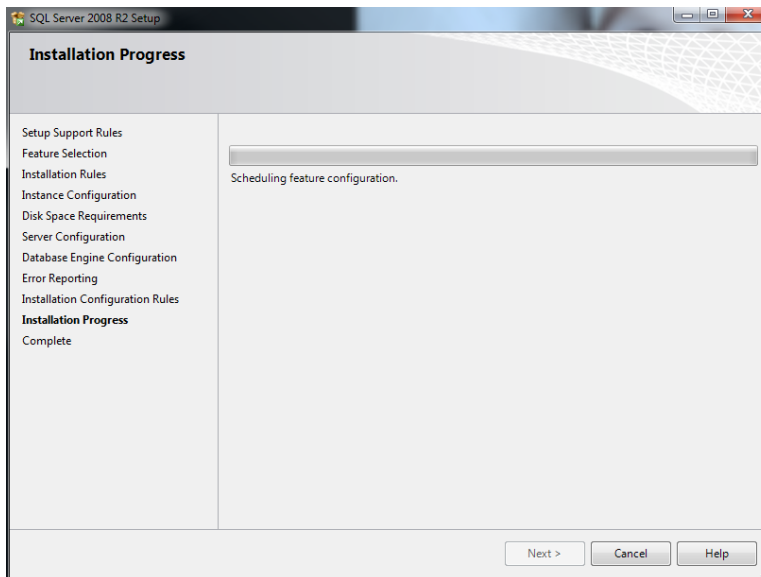 SQL Server 2008 R2 Setup
Installation Progress
Setup Support Rules
Feature Selection
Installation Rules
Instance Configuration
Disk Space Requirements
Server Configuration
Database Engine Configuration
Error Reporting
Installation Configuration Rules
Installation Progress
Complete
Scheduling feature configuration.
Next >
Cancel
Help